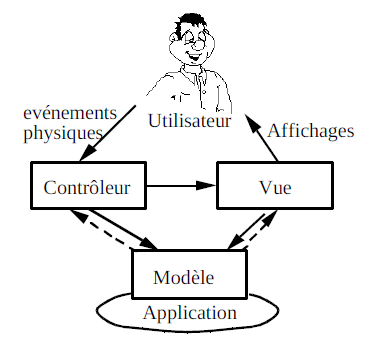 evénements
physiques
Utilisateur
Affichages
Contrôleur
Vue
Modèle
Application